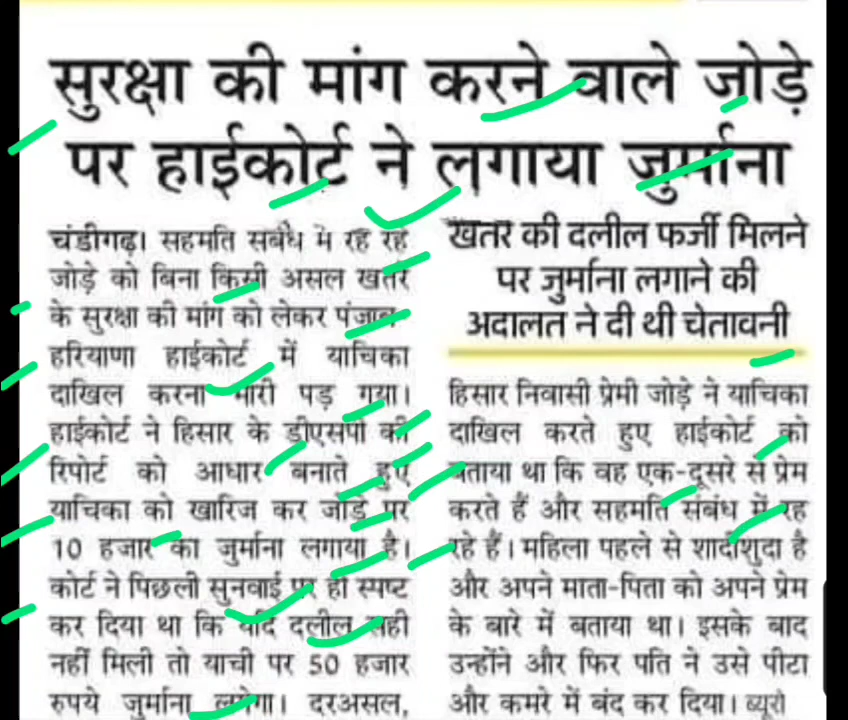 सुरक्षा की मांग करने वाले जोड़े
पर हाईकोर्ट ने लगाया जुर्माना
चंडीगढ़। सहमति संबंध में रह रहे
जोड़े को बिना किसी असल खतरे
के सुरक्षा की मांग को लेकर पंजाब-
हरियाणा हाईकोर्ट में याचिका
दाखिल करना भारी पड़ गया।
हाईकोर्ट ने हिसार के डीएसपी की
रिपोर्ट को आधार बनाते हुए
याचिका को खारिज कर जोड़े पर
10 हजार का जुर्माना लगाया है।
कोर्ट ने पिछली सुनवाई पर ही स्पष्ट
कर दिया था कि यदि दलील सही
नहीं मिली तो याची पर 50 हजार
रुपये जुर्माना लगेगा। दरअसल,
खतरे की दलील फर्जी मिलने
पर जुर्माना लगाने की
अदालत ने दी थी चेतावनी
हिसार निवासी प्रेमी जोड़े ने याचिका
दाखिल करते हुए हाईकोर्ट को
बताया था कि वह एक-दूसरे से प्रेम
करते हैं और सहमति संबंध में रह
रहे हैं। महिला पहले से शादीशुदा है
और अपने माता-पिता को अपने प्रेम
के बारे में बताया था। इसके बाद
उन्होंने और फिर पति ने उसे पीटा
और कमरे में बंद कर दिया। ब्यूरो